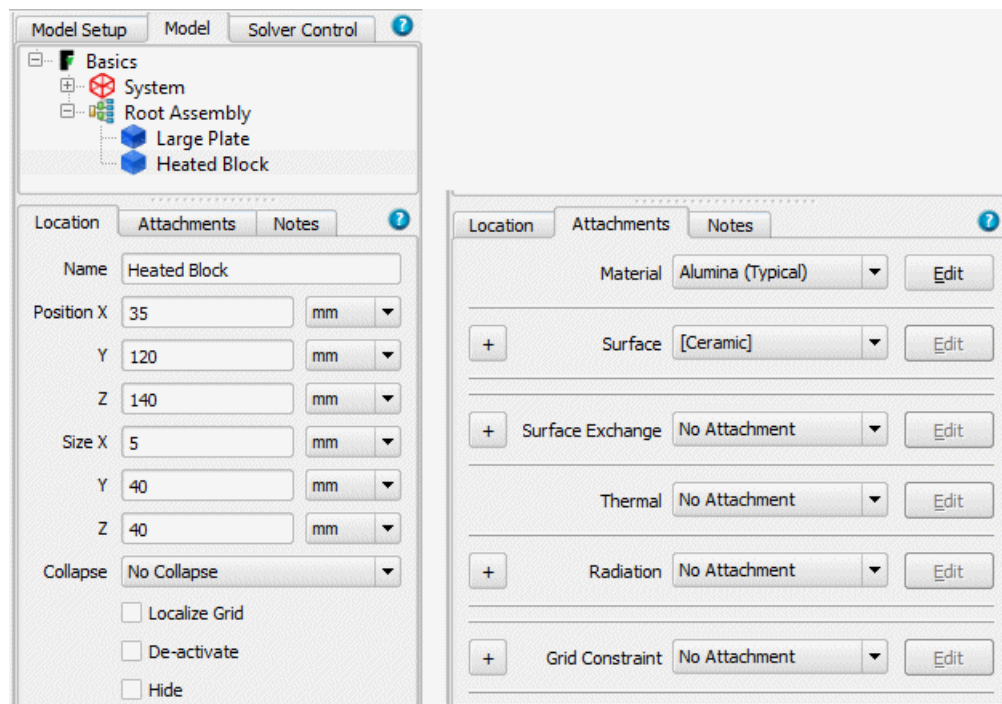 Model Setup Model Solver Control ?
Basics
System
Root Assembly
Large Plate
Heated Block
Location Attachments Notes ?
Name Heated Block
Position X 35 mm
Y 120 mm
Z 140 mm
Size X 5 mm
Y 40 mm
Z 40 mm
Collapse No Collapse
Localize Grid
De-activate
Hide
Location Attachments Notes ?
Material Alumina (Typical) Edit
+ Surface [Ceramic] Edit
+ Surface Exchange No Attachment Edit
Thermal No Attachment Edit
+ Radiation No Attachment Edit
+ Grid Constraint No Attachment Edit